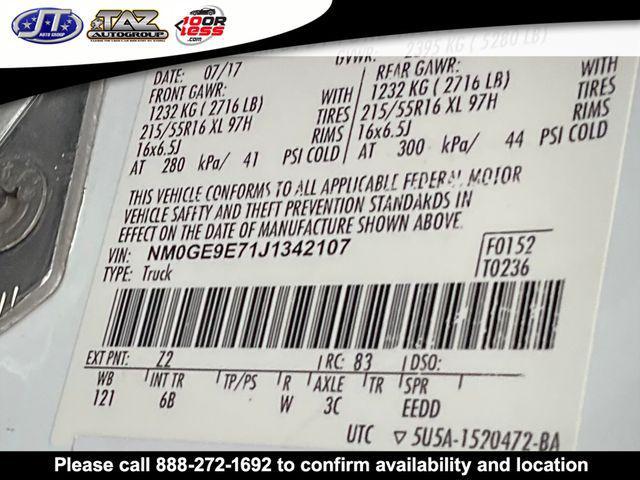 JTL AUTO GROUP
TAZ AUTOGROUP
10 OR LESS .com
GVWR: 2395 KG ( 5280 LB)
DATE: 07/17
FRONT GAWR:
1232 KG ( 2716 LB) WITH
215/55R16 XL 97H TIRES
16x6.5J RIMS
AT 280 kPa/ 41 PSI COLD
REAR GAWR:
1232 KG ( 2716 LB) WITH
215/55R16 XL 97H TIRES
16x6.5J RIMS
AT 300 kPa/ 44 PSI COLD
THIS VEHICLE CONFORMS TO ALL APPLICABLE FEDERAL MOTOR
VEHICLE SAFETY AND THEFT PREVENTION STANDARDS IN
EFFECT ON THE DATE OF MANUFACTURE SHOWN ABOVE.
VIN: NM0GE9E71J1342107
TYPE: Truck
F0152
T0236
EXT PNT: Z2 RC: 83 DSO:
WB INT TR TP/PS R AXLE TR SPR
121 6B W 3C EEDD
UTC ▽ 5U5A-1520472-BA
Please call 888-272-1692 to confirm availability and location